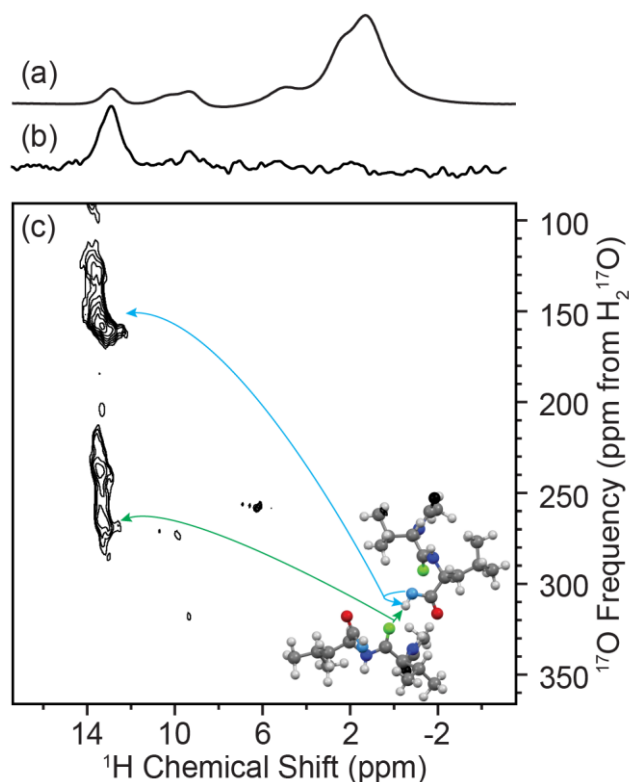 (a)
(b)
(c)
100
150
200
250
300
350
¹⁷O Frequency (ppm from H₂¹⁷O)
14 10 6 2 -2
¹H Chemical Shift (ppm)